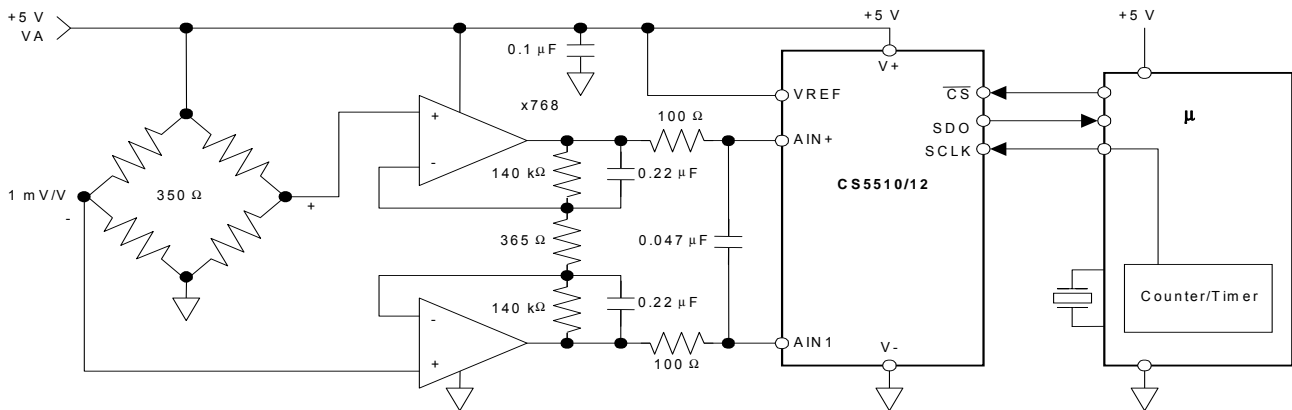 +5 V
VA
+5 V
+5 V
0.1 µF
V+
VREF
CS
µ
x768
+
100 Ω
SDO
AIN+
SCLK
-
140 kΩ
0.22 µF
CS5510/12
1 mV/V
350 Ω
-
+
365 Ω
0.047 µF
0.22 µF
140 kΩ
Counter/Timer
-
+
V-
AIN1
100 Ω